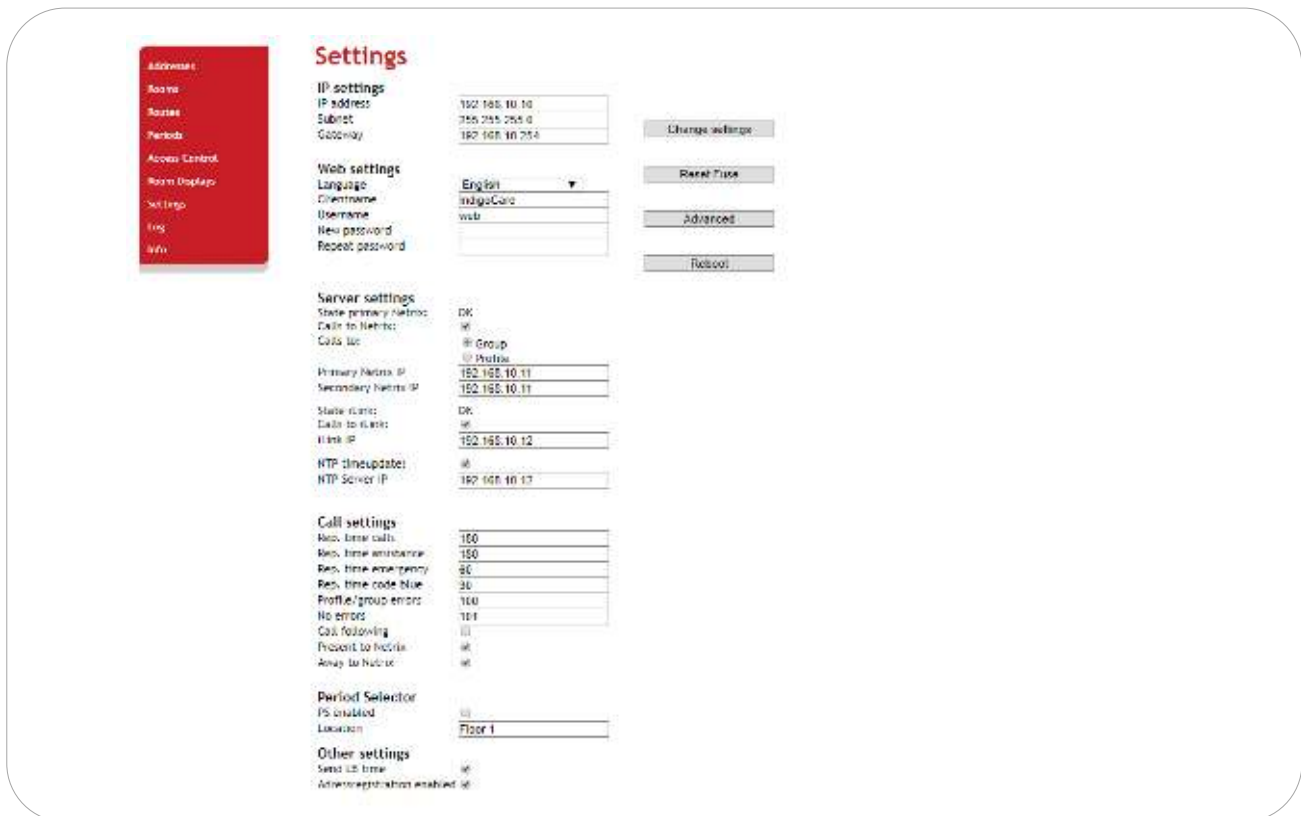 Addresses
Rooms
Routes
Periods
Access Control
Room Displays
Settings
Log
Info
Settings
IP settings
IP address 192.168.10.10
Subnet 255.255.255.0
Gateway 192.168.10.254
Change settings
Reset Fuse
Advanced
Reboot
Web settings
Language English
Clientname IndigoCare
Username web
New password
Repeat password
Server settings
State primary Netrix: OK
Calls to Netrix:
Calls to: Group
Profile
Primary Netrix IP 192.168.10.11
Secondary Netrix IP 192.168.10.11
State iLink: OK
Calls to iLink:
iLink IP 192.168.10.12
NTP timeupdate:
NTP Server IP 192.168.10.12
Call settings
Rep. time calls 180
Rep. time assistance 180
Rep. time emergency 60
Rep. time code blue 30
Profile/group errors 100
No errors 101
Call following
Present to Netrix
Away to Netrix
Period Selector
PS enabled
Location Floor 1
Other settings
Send time
Adressregistration enabled